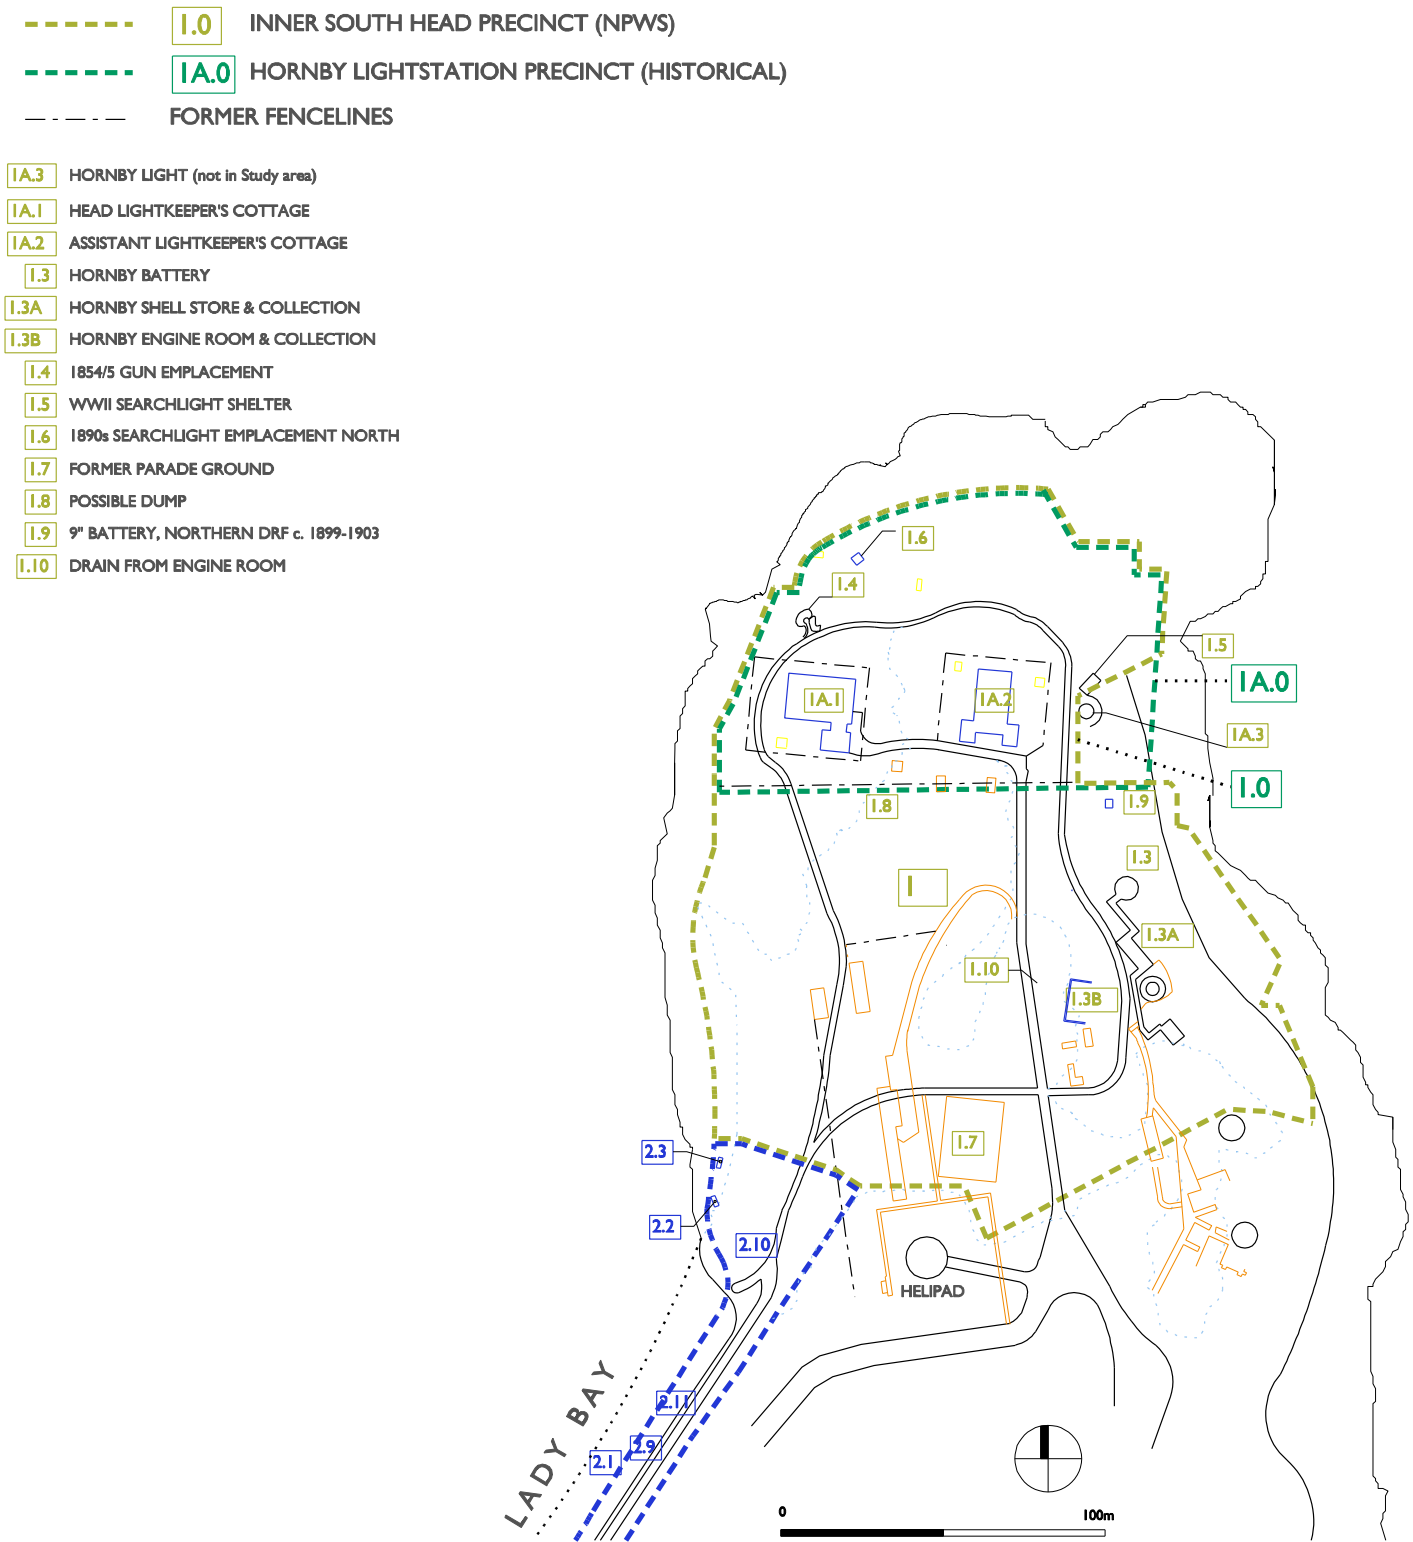 1.0 INNER SOUTH HEAD PRECINCT (NPWS)
1A.0 HORNBY LIGHTSTATION PRECINCT (HISTORICAL)
FORMER FENCELINES
1A.3 HORNBY LIGHT (not in Study area)
1A.1 HEAD LIGHTKEEPER'S COTTAGE
1A.2 ASSISTANT LIGHTKEEPER'S COTTAGE
1.3 HORNBY BATTERY
1.3A HORNBY SHELL STORE & COLLECTION
1.3B HORNBY ENGINE ROOM & COLLECTION
1.4 1854/5 GUN EMPLACEMENT
1.5 WWII SEARCHLIGHT SHELTER
1.6 1890s SEARCHLIGHT EMPLACEMENT NORTH
1.7 FORMER PARADE GROUND
1.8 POSSIBLE DUMP
1.9 9" BATTERY, NORTHERN DRF c. 1899-1903
1.10 DRAIN FROM ENGINE ROOM
1.6
1.4
1.5
1A.0
1A.1
1A.2
1A.3
1.0
1.8
1.9
1.3
1
1.3A
1.10
1.3B
1.7
2.3
2.2
2.10
HELIPAD
LADY BAY
2.11
2.9
2.1
0 100m